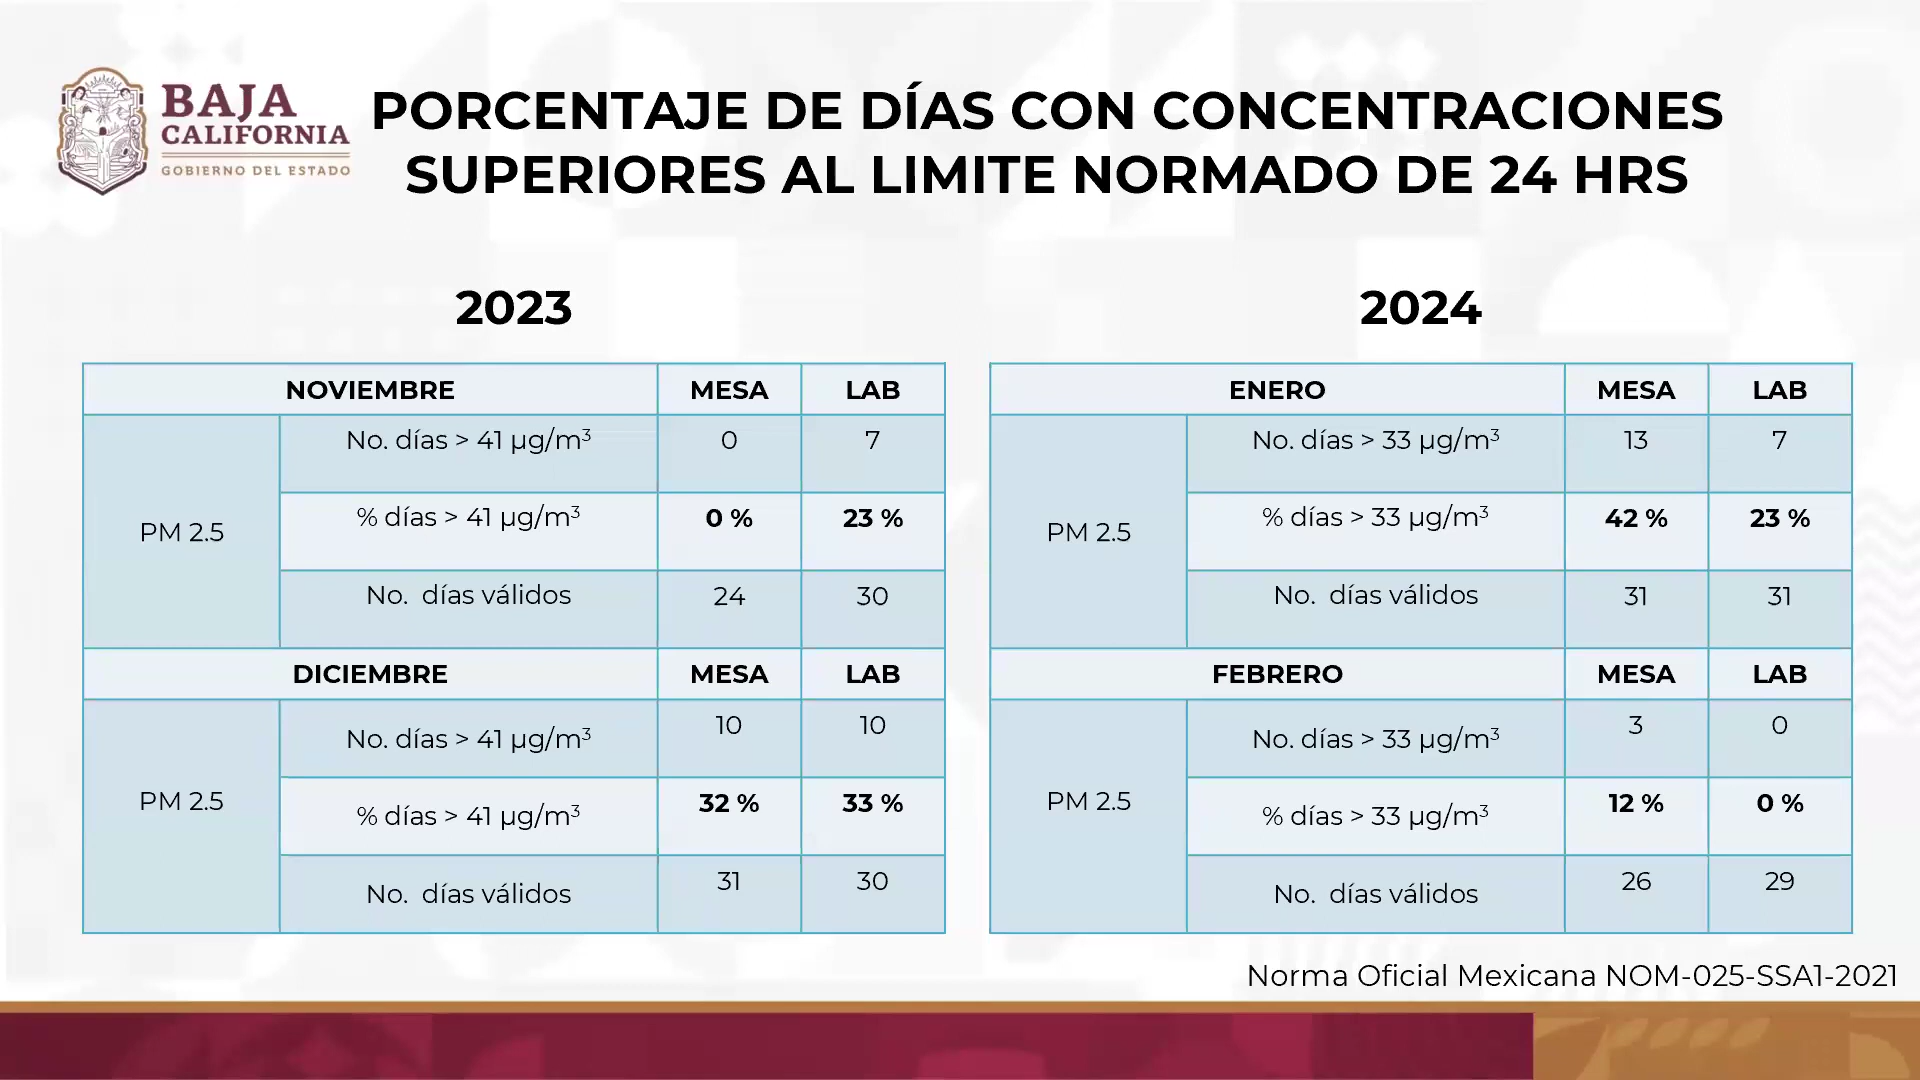 BAJA
CALIFORNIA
GOBIERNO DEL ESTADO
PORCENTAJE DE DÍAS CON CONCENTRACIONES
SUPERIORES AL LIMITE NORMADO DE 24 HRS
2023
NOVIEMBRE MESA LAB
PM 2.5
No. días > 41 µg/m³ 0 7
% días > 41 µg/m³ 0 % 23 %
No. días válidos 24 30
DICIEMBRE MESA LAB
PM 2.5
No. días > 41 µg/m³ 10 10
% días > 41 µg/m³ 32 % 33 %
No. días válidos 31 30
2024
ENERO MESA LAB
PM 2.5
No. días > 33 µg/m³ 13 7
% días > 33 µg/m³ 42 % 23 %
No. días válidos 31 31
FEBRERO MESA LAB
PM 2.5
No. días > 33 µg/m³ 3 0
% días > 33 µg/m³ 12 % 0 %
No. días válidos 26 29
Norma Oficial Mexicana NOM-025-SSA1-2021